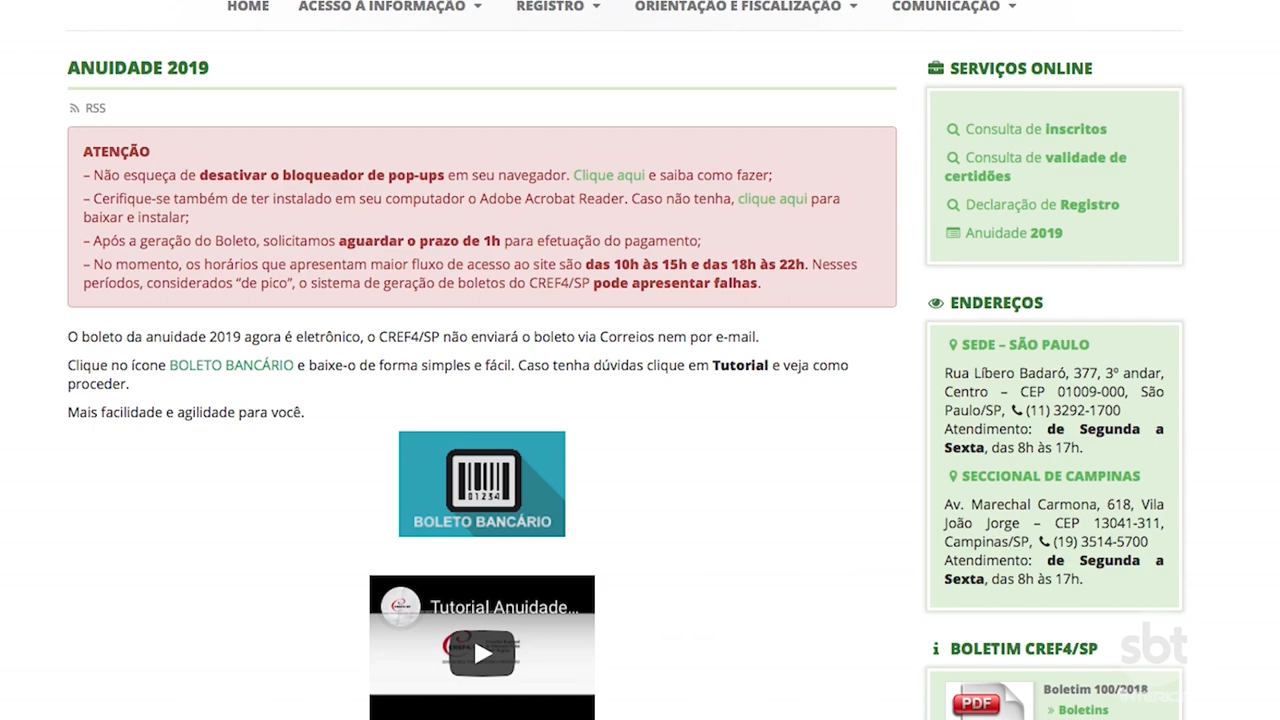 HOME ACESSO À INFORMAÇÃO REGISTRO ORIENTAÇÃO E FISCALIZAÇÃO COMUNICAÇÃO
ANUIDADE 2019
RSS
ATENÇÃO
– Não esqueça de desativar o bloqueador de pop-ups em seu navegador. Clique aqui e saiba como fazer;
– Cerifique-se também de ter instalado em seu computador o Adobe Acrobat Reader. Caso não tenha, clique aqui para
baixar e instalar;
– Após a geração do Boleto, solicitamos aguardar o prazo de 1h para efetuação do pagamento;
– No momento, os horários que apresentam maior fluxo de acesso ao site são das 10h às 15h e das 18h às 22h. Nesses
períodos, considerados “de pico”, o sistema de geração de boletos do CREF4/SP pode apresentar falhas.
O boleto da anuidade 2019 agora é eletrônico, o CREF4/SP não enviará o boleto via Correios nem por e-mail.
Clique no ícone BOLETO BANCÁRIO e baixe-o de forma simples e fácil. Caso tenha dúvidas clique em Tutorial e veja como
proceder.
Mais facilidade e agilidade para você.
01234
BOLETO BANCÁRIO
Tutorial Anuidade...
SERVIÇOS ONLINE
Consulta de inscritos
Consulta de validade de
certidões
Declaração de Registro
Anuidade 2019
ENDEREÇOS
SEDE – SÃO PAULO
Rua Líbero Badaró, 377, 3º andar,
Centro – CEP 01009-000, São
Paulo/SP, (11) 3292-1700
Atendimento: de Segunda a
Sexta, das 8h às 17h.
SECCIONAL DE CAMPINAS
Av. Marechal Carmona, 618, Vila
João Jorge – CEP 13041-311,
Campinas/SP, (19) 3514-5700
Atendimento: de Segunda a
Sexta, das 8h às 17h.
BOLETIM CREF4/SP
PDF
Boletim 100/2018
» Boletins
sbt